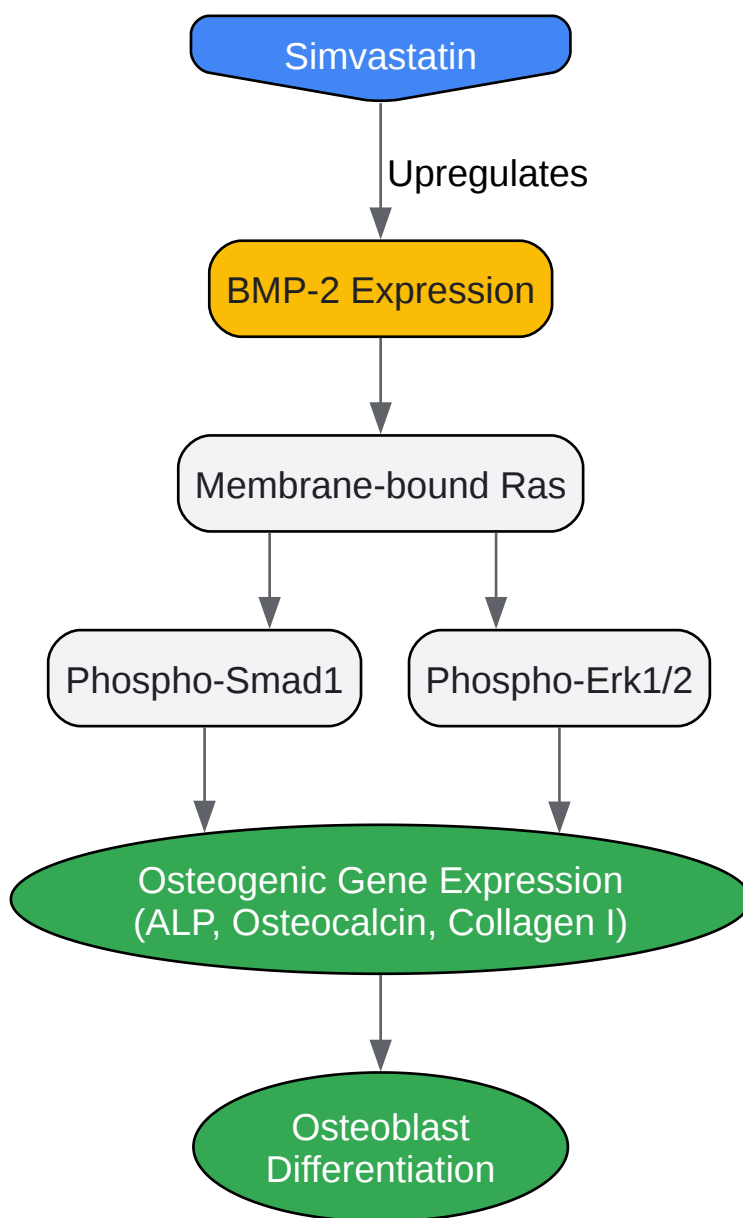 Simvastatin
Upregulates
BMP-2 Expression
Membrane-bound Ras
Phospho-Smad1
Phospho-Erk1/2
Osteogenic Gene Expression
(ALP, Osteocalcin, Collagen I)
Osteoblast
Differentiation